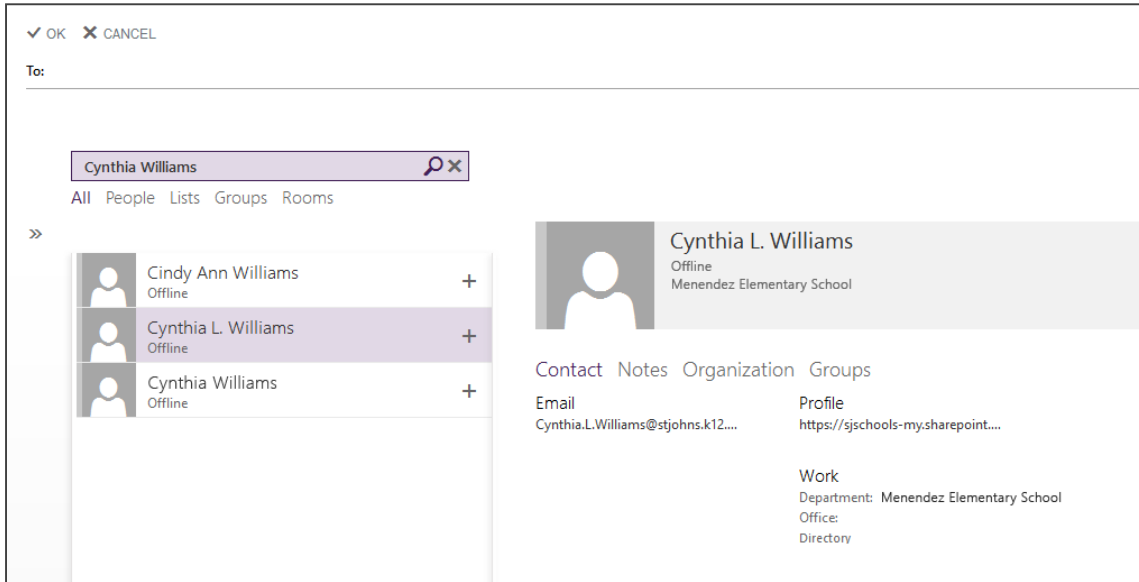 OK CANCEL
To:
Cynthia Williams
All People Lists Groups Rooms
Cindy Ann Williams
Offline
Cynthia L. Williams
Offline
Cynthia Williams
Offline
Cynthia L. Williams
Offline
Menendez Elementary School
Contact Notes Organization Groups
Email Profile
Cynthia.L.Williams@stjohns.k12.... https://sjschools-my.sharepoint....
Work
Department: Menendez Elementary School
Office:
Directory